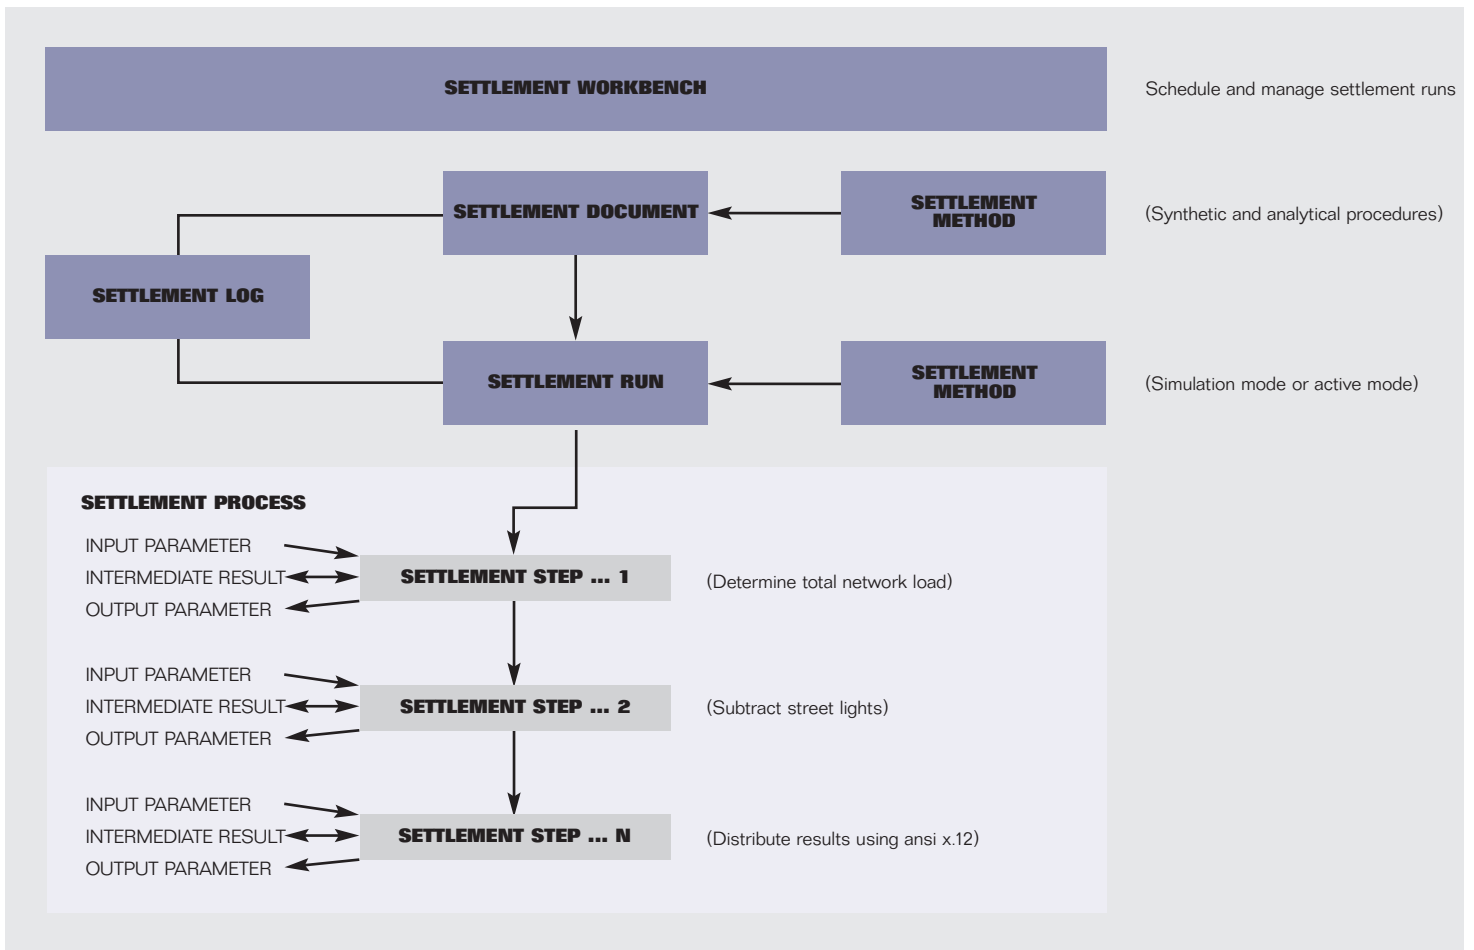 SETTLEMENT WORKBENCH
Schedule and manage settlement runs
SETTLEMENT DOCUMENT
SETTLEMENT
METHOD
(Synthetic and analytical procedures)
SETTLEMENT LOG
SETTLEMENT RUN
SETTLEMENT
METHOD
(Simulation mode or active mode)
SETTLEMENT PROCESS
INPUT PARAMETER
INTERMEDIATE RESULT
OUTPUT PARAMETER
SETTLEMENT STEP ... 1
(Determine total network load)
INPUT PARAMETER
INTERMEDIATE RESULT
OUTPUT PARAMETER
SETTLEMENT STEP ... 2
(Subtract street lights)
INPUT PARAMETER
INTERMEDIATE RESULT
OUTPUT PARAMETER
SETTLEMENT STEP ... N
(Distribute results using ansi x.12)